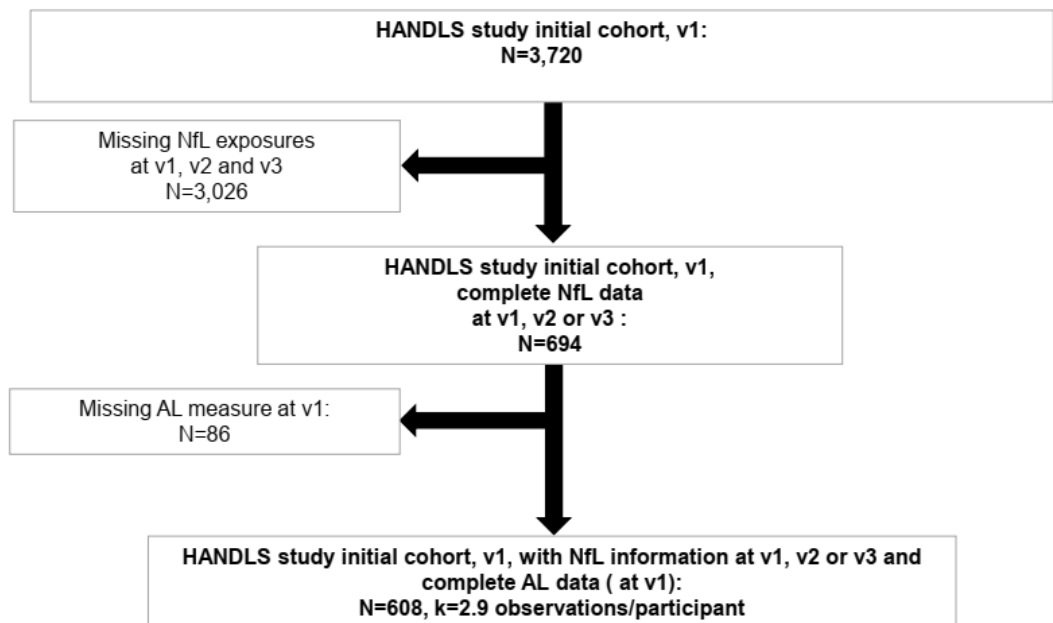 HANDLS study initial cohort, v1:
N=3,720
Missing NfL exposures
at v1, v2 and v3
N=3,026
HANDLS study initial cohort, v1,
complete NfL data
at v1, v2 or v3 :
N=694
Missing AL measure at v1:
N=86
HANDLS study initial cohort, v1, with NfL information at v1, v2 or v3 and
complete AL data ( at v1):
N=608, k=2.9 observations/participant